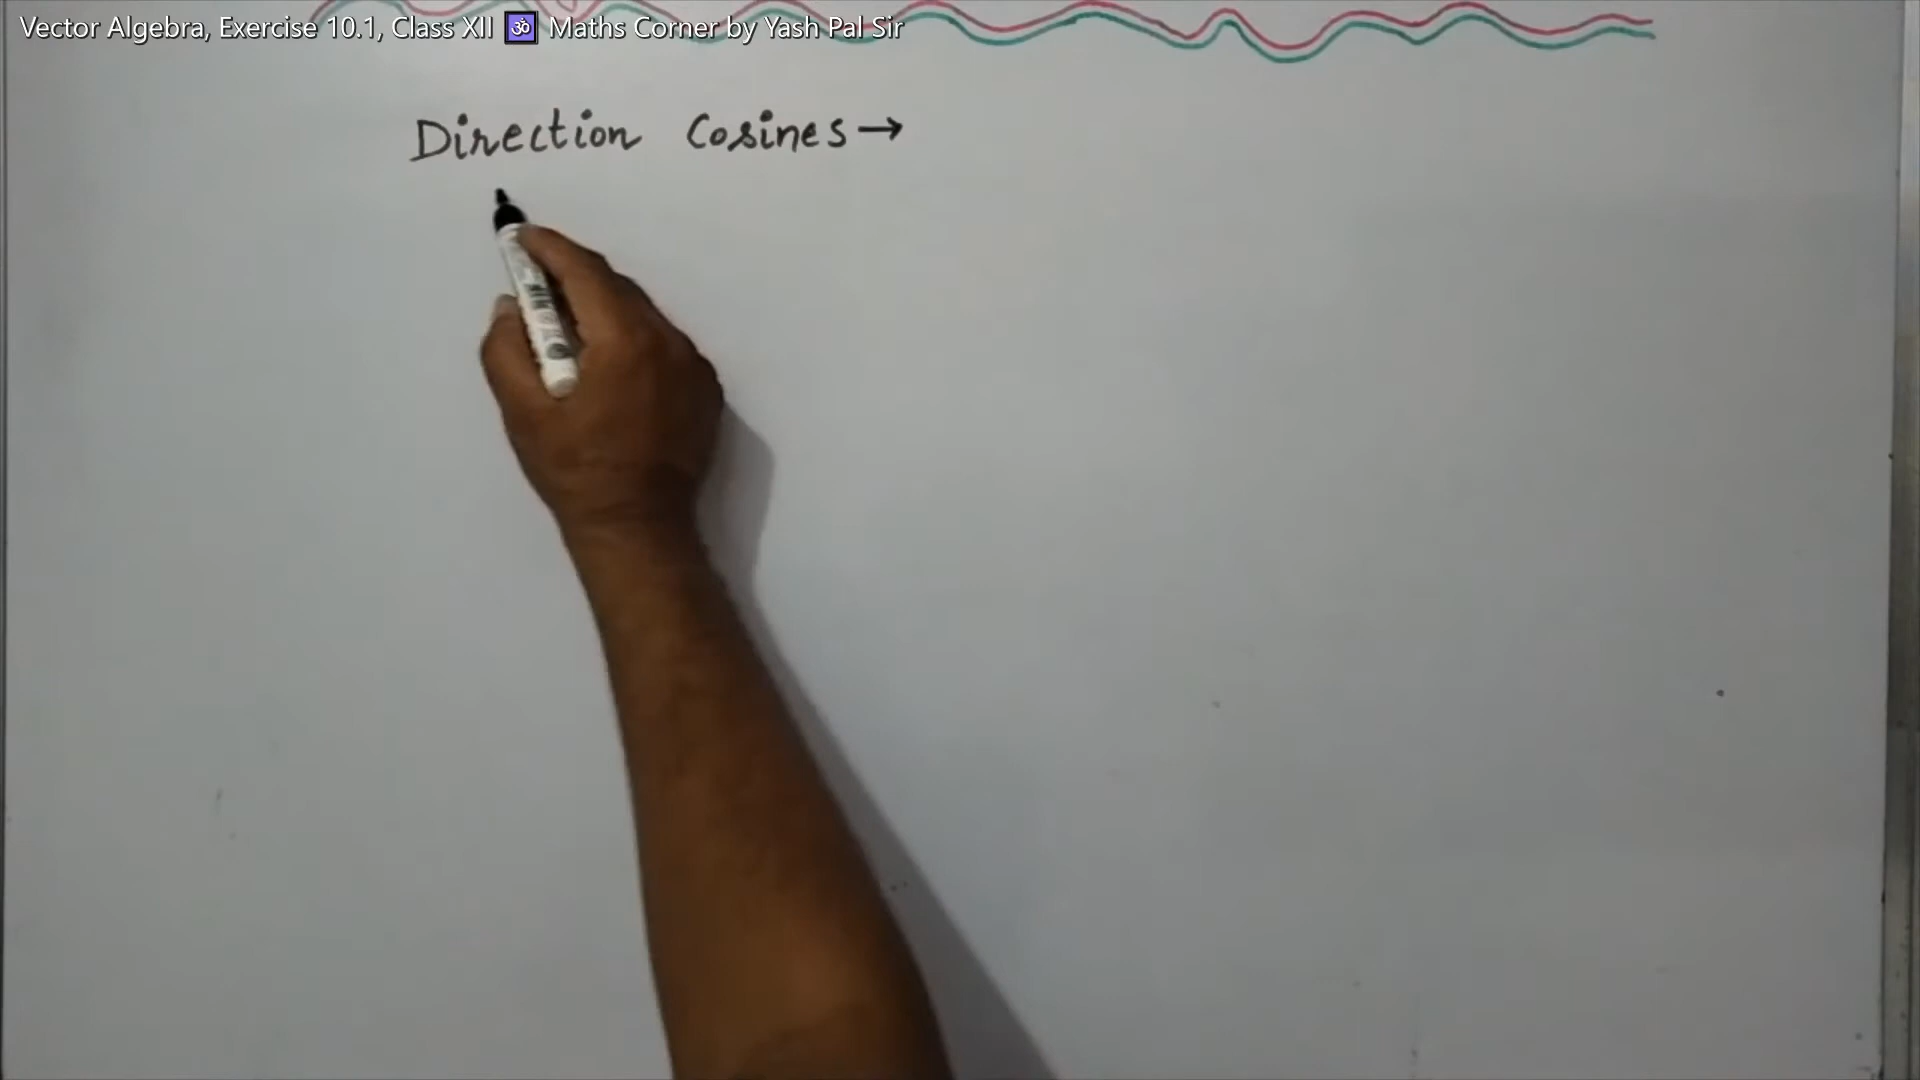 Vector Algebra, Exercise 10.1, Class XII 🕉 Maths Corner by Yash Pal Sir
Direction Cosines→